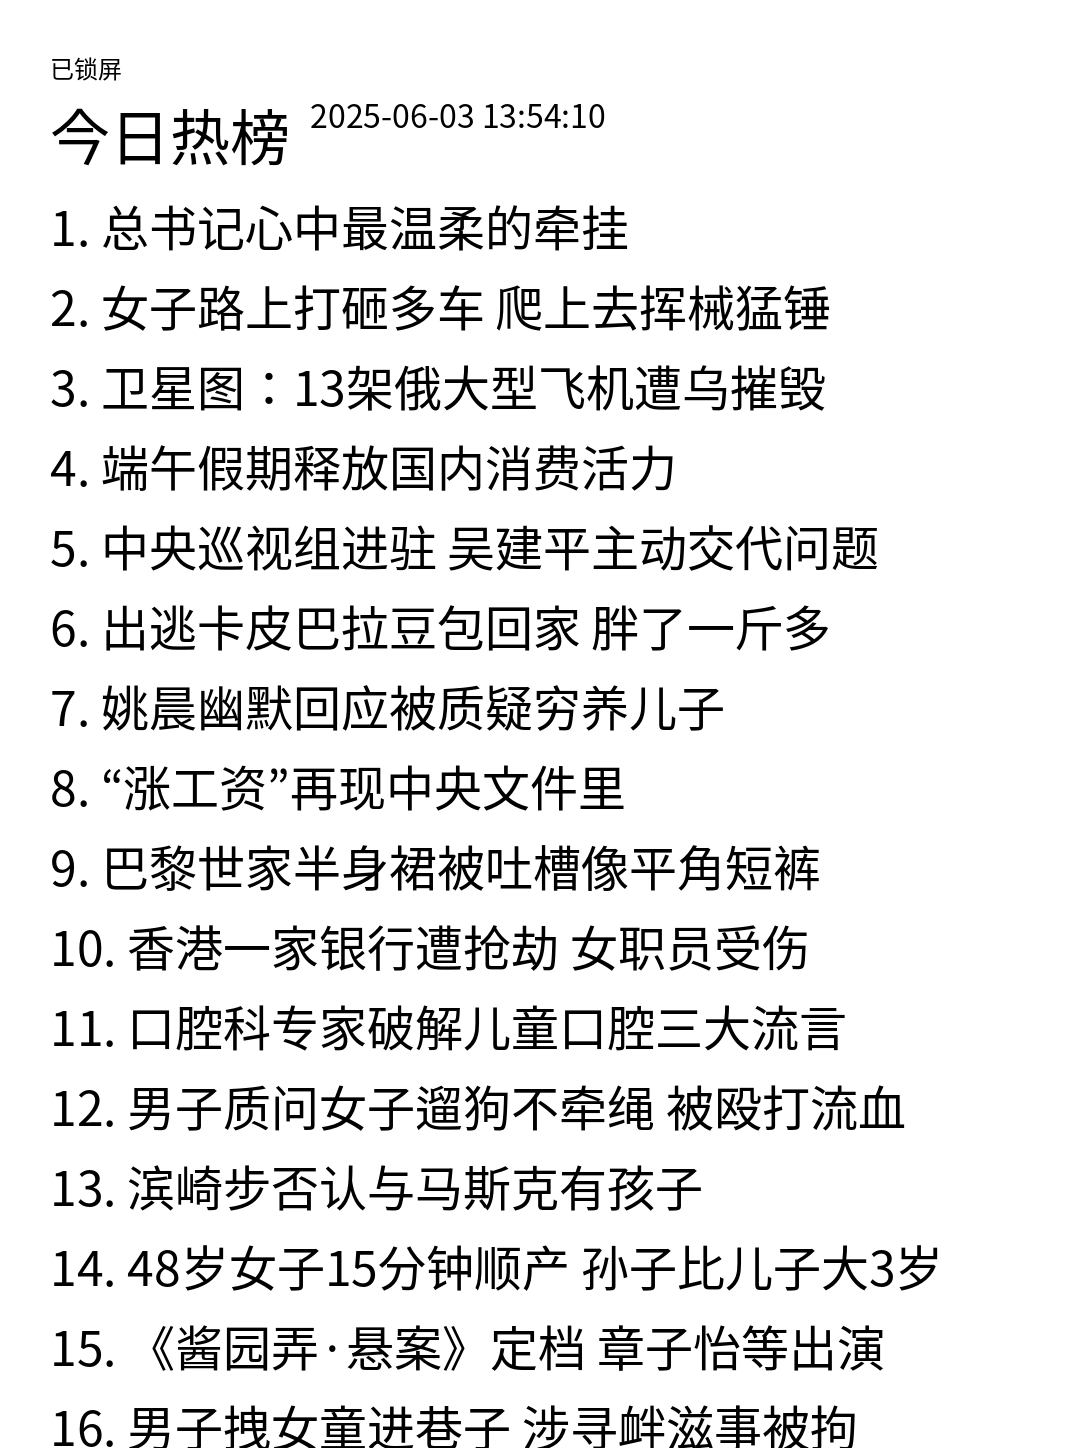 已锁屏
今日热榜 2025-06-03 13:54:10
1. 总书记心中最温柔的牵挂
2. 女子路上打砸多车 爬上去挥械猛锤
3. 卫星图：13架俄大型飞机遭乌摧毁
4. 端午假期释放国内消费活力
5. 中央巡视组进驻 吴建平主动交代问题
6. 出逃卡皮巴拉豆包回家 胖了一斤多
7. 姚晨幽默回应被质疑穷养儿子
8. “涨工资”再现中央文件里
9. 巴黎世家半身裙被吐槽像平角短裤
10. 香港一家银行遭抢劫 女职员受伤
11. 口腔科专家破解儿童口腔三大流言
12. 男子质问女子遛狗不牵绳 被殴打流血
13. 滨崎步否认与马斯克有孩子
14. 48岁女子15分钟顺产 孙子比儿子大3岁
15. 《酱园弄·悬案》定档 章子怡等出演
16. 男子拽女童进巷子 涉寻衅滋事被拘